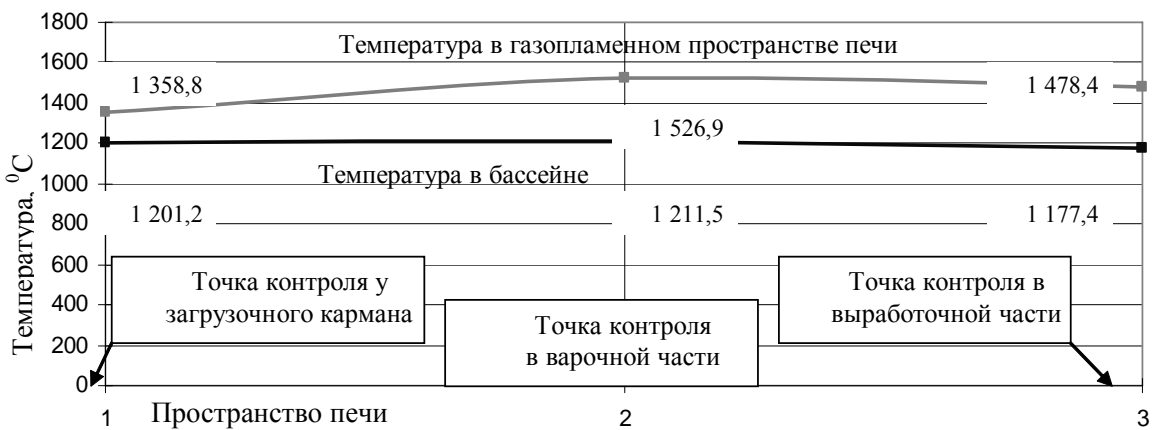 1800
Температура в газопламенном пространстве печи
1600
1 358,8
1 478,4
1400
1 526,9
1200
Температура в бассейне
1000
1 201,2
1 211,5
1 177,4
800
600
400
200
0
Температура, ⁰С
Точка контроля у
загрузочного кармана
Точка контроля
в варочной части
Точка контроля в
выработочной части
1
Пространство печи
2
3